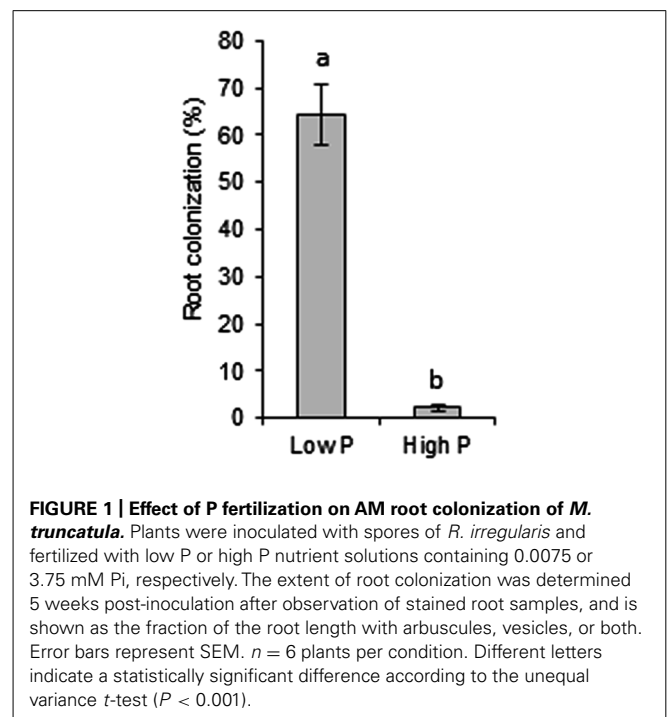 80
70
60
50
40
30
20
10
0
Root colonization (%)
a
b
Low P
High P
FIGURE 1 | Effect of P fertilization on AM root colonization of M.
truncatula. Plants were inoculated with spores of R. irregularis and
fertilized with low P or high P nutrient solutions containing 0.0075 or
3.75 mM Pi, respectively. The extent of root colonization was determined
5 weeks post-inoculation after observation of stained root samples, and is
shown as the fraction of the root length with arbuscules, vesicles, or both.
Error bars represent SEM. n = 6 plants per condition. Different letters
indicate a statistically significant difference according to the unequal
variance t-test (P < 0.001).